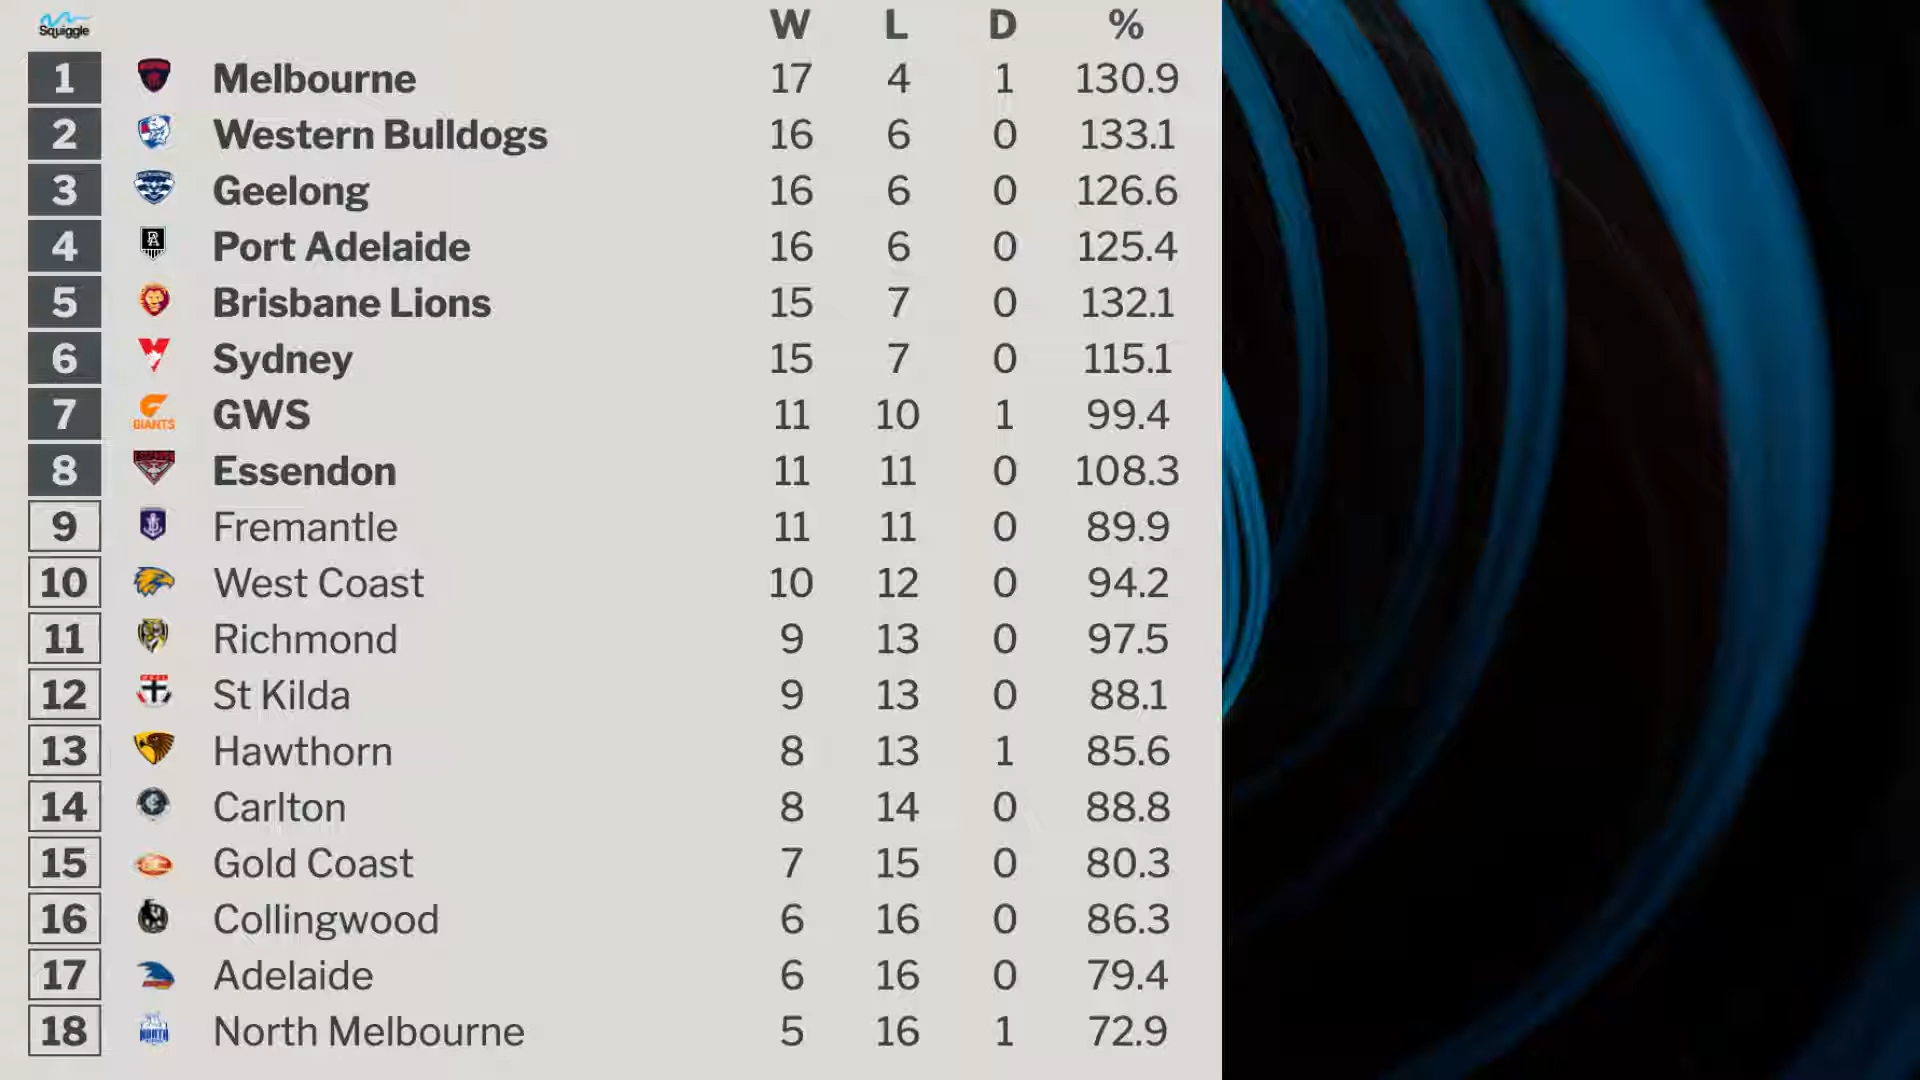 Squiggle
W L D %
1 Melbourne 17 4 1 130.9
2 Western Bulldogs 16 6 0 133.1
3 Geelong 16 6 0 126.6
4 Port Adelaide 16 6 0 125.4
5 Brisbane Lions 15 7 0 132.1
6 Sydney 15 7 0 115.1
7 GIANTS GWS 11 10 1 99.4
8 Essendon 11 11 0 108.3
9 Fremantle 11 11 0 89.9
10 West Coast 10 12 0 94.2
11 Richmond 9 13 0 97.5
12 St Kilda 9 13 0 88.1
13 Hawthorn 8 13 1 85.6
14 Carlton 8 14 0 88.8
15 Gold Coast 7 15 0 80.3
16 Collingwood 6 16 0 86.3
17 Adelaide 6 16 0 79.4
18 NORTH North Melbourne 5 16 1 72.9